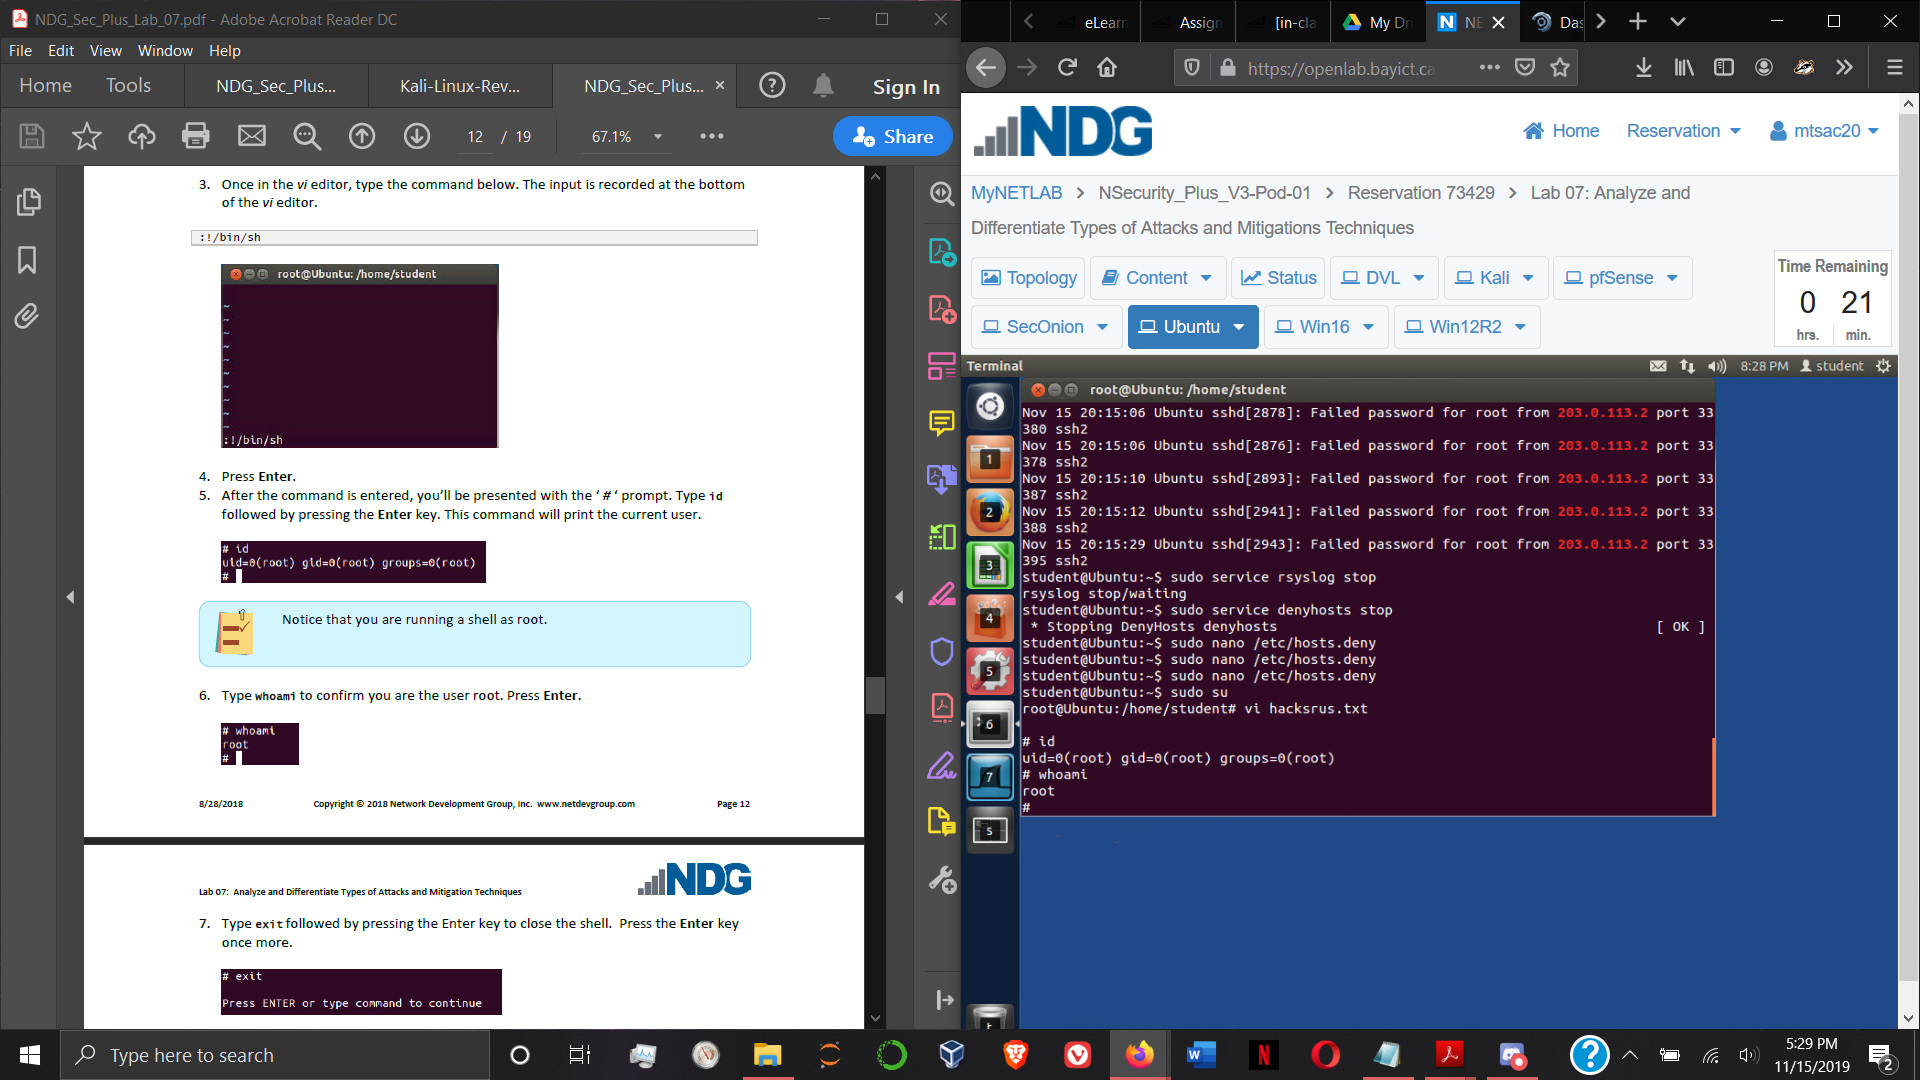 NDG_Sec_Plus_Lab_07.pdf - Adobe Acrobat Reader DC
File Edit View Window Help
Home Tools NDG_Sec_Plus... Kali-Linux-Rev... NDG_Sec_Plus... Sign In
12 / 19 67.1% Share
3. Once in the vi editor, type the command below. The input is recorded at the bottom
of the vi editor.
:!/bin/sh
root@Ubuntu: /home/student
~
~
~
~
~
~
~
~
~
~
:!/bin/sh
4. Press Enter.
5. After the command is entered, you’ll be presented with the ‘ # ‘ prompt. Type id
followed by pressing the Enter key. This command will print the current user.
# id
uid=0(root) gid=0(root) groups=0(root)
#
Notice that you are running a shell as root.
6. Type whoami to confirm you are the user root. Press Enter.
# whoami
root
#
8/28/2018 Copyright © 2018 Network Development Group, Inc. www.netdevgroup.com Page 12
NDG
Lab 07: Analyze and Differentiate Types of Attacks and Mitigation Techniques
7. Type exit followed by pressing the Enter key to close the shell. Press the Enter key
once more.
# exit
Press ENTER or type command to continue
eLearn Assign [in-cla My Dri NE Das
https://openlab.bayict.ca
NDG
Home Reservation mtsac20
MyNETLAB > NSecurity_Plus_V3-Pod-01 > Reservation 73429 > Lab 07: Analyze and
Differentiate Types of Attacks and Mitigations Techniques
Topology Content Status DVL Kali pfSense
SecOnion Ubuntu Win16 Win12R2
Time Remaining
0 21
hrs. min.
Terminal 8:28 PM student
root@Ubuntu: /home/student
Nov 15 20:15:06 Ubuntu sshd[2878]: Failed password for root from 203.0.113.2 port 33
380 ssh2
Nov 15 20:15:06 Ubuntu sshd[2876]: Failed password for root from 203.0.113.2 port 33
378 ssh2
Nov 15 20:15:10 Ubuntu sshd[2893]: Failed password for root from 203.0.113.2 port 33
387 ssh2
Nov 15 20:15:12 Ubuntu sshd[2941]: Failed password for root from 203.0.113.2 port 33
388 ssh2
Nov 15 20:15:29 Ubuntu sshd[2943]: Failed password for root from 203.0.113.2 port 33
395 ssh2
student@Ubuntu:~$ sudo service rsyslog stop
rsyslog stop/waiting
student@Ubuntu:~$ sudo service denyhosts stop
* Stopping DenyHosts denyhosts [ OK ]
student@Ubuntu:~$ sudo nano /etc/hosts.deny
student@Ubuntu:~$ sudo nano /etc/hosts.deny
student@Ubuntu:~$ sudo nano /etc/hosts.deny
student@Ubuntu:~$ sudo su
root@Ubuntu:/home/student# vi hacksrus.txt
# id
uid=0(root) gid=0(root) groups=0(root)
# whoami
root
#
1
2
3
4
5
6
7
S
t
Type here to search
5:29 PM
11/15/2019
2